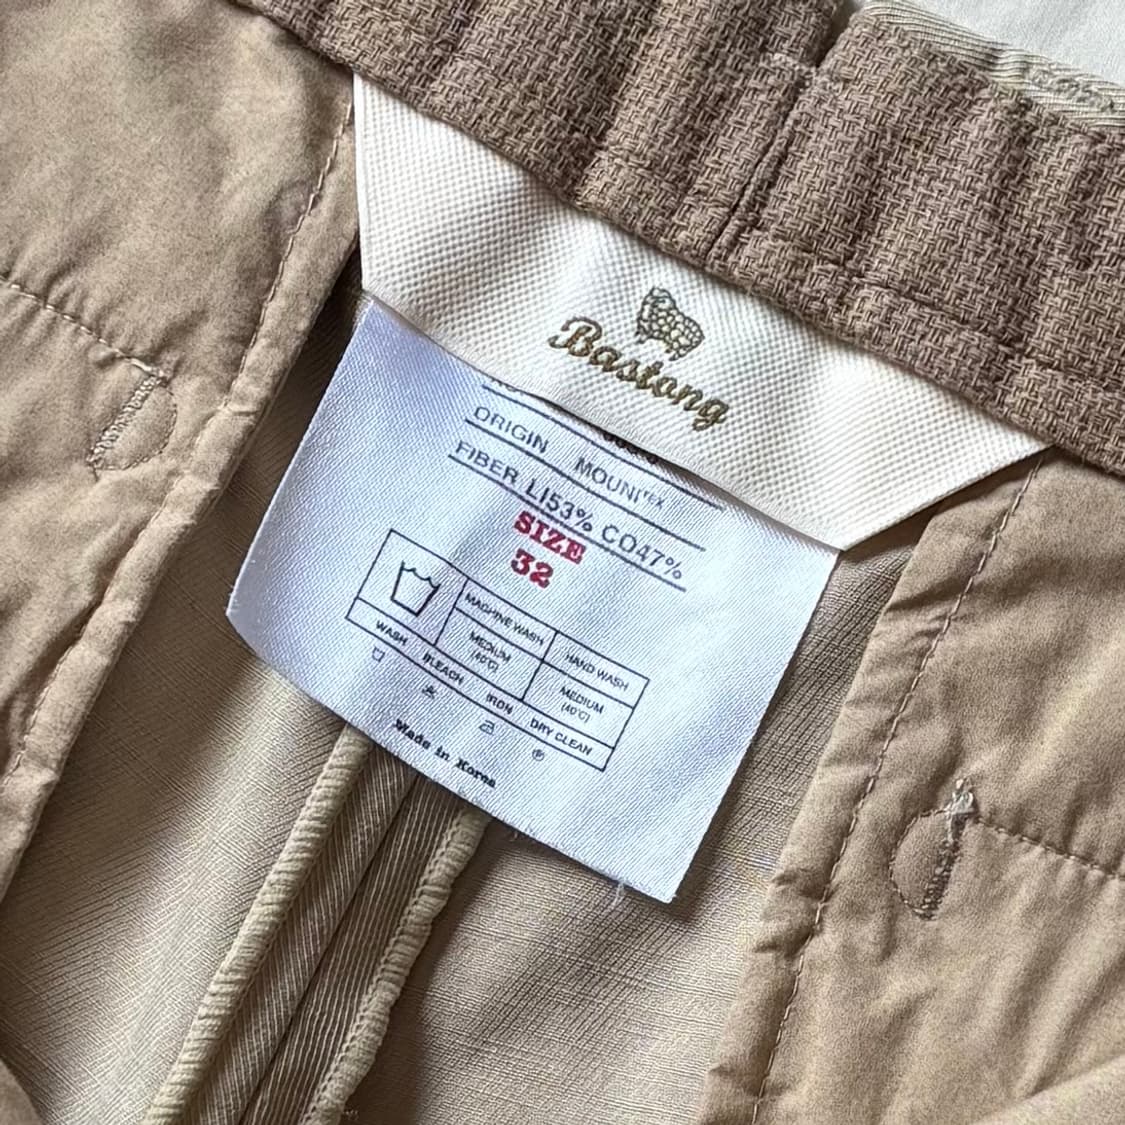 Bastong
ORIGIN MOUNITEX
FIBER LI53% CO47%
SIZE
32
MACHINE WASH HAND WASH
MEDIUM (40°C) MEDIUM (40°C)
WASH BLEACH IRON DRY CLEAN
Made in Korea